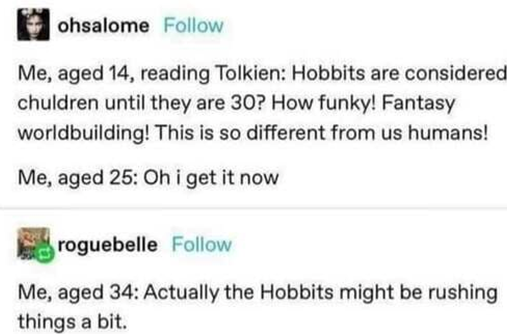 ohsalome Follow
Me, aged 14, reading Tolkien: Hobbits are considered
chuldren until they are 30? How funky! Fantasy
worldbuilding! This is so different from us humans!
Me, aged 25: Oh i get it now
roguebelle Follow
Me, aged 34: Actually the Hobbits might be rushing
things a bit.